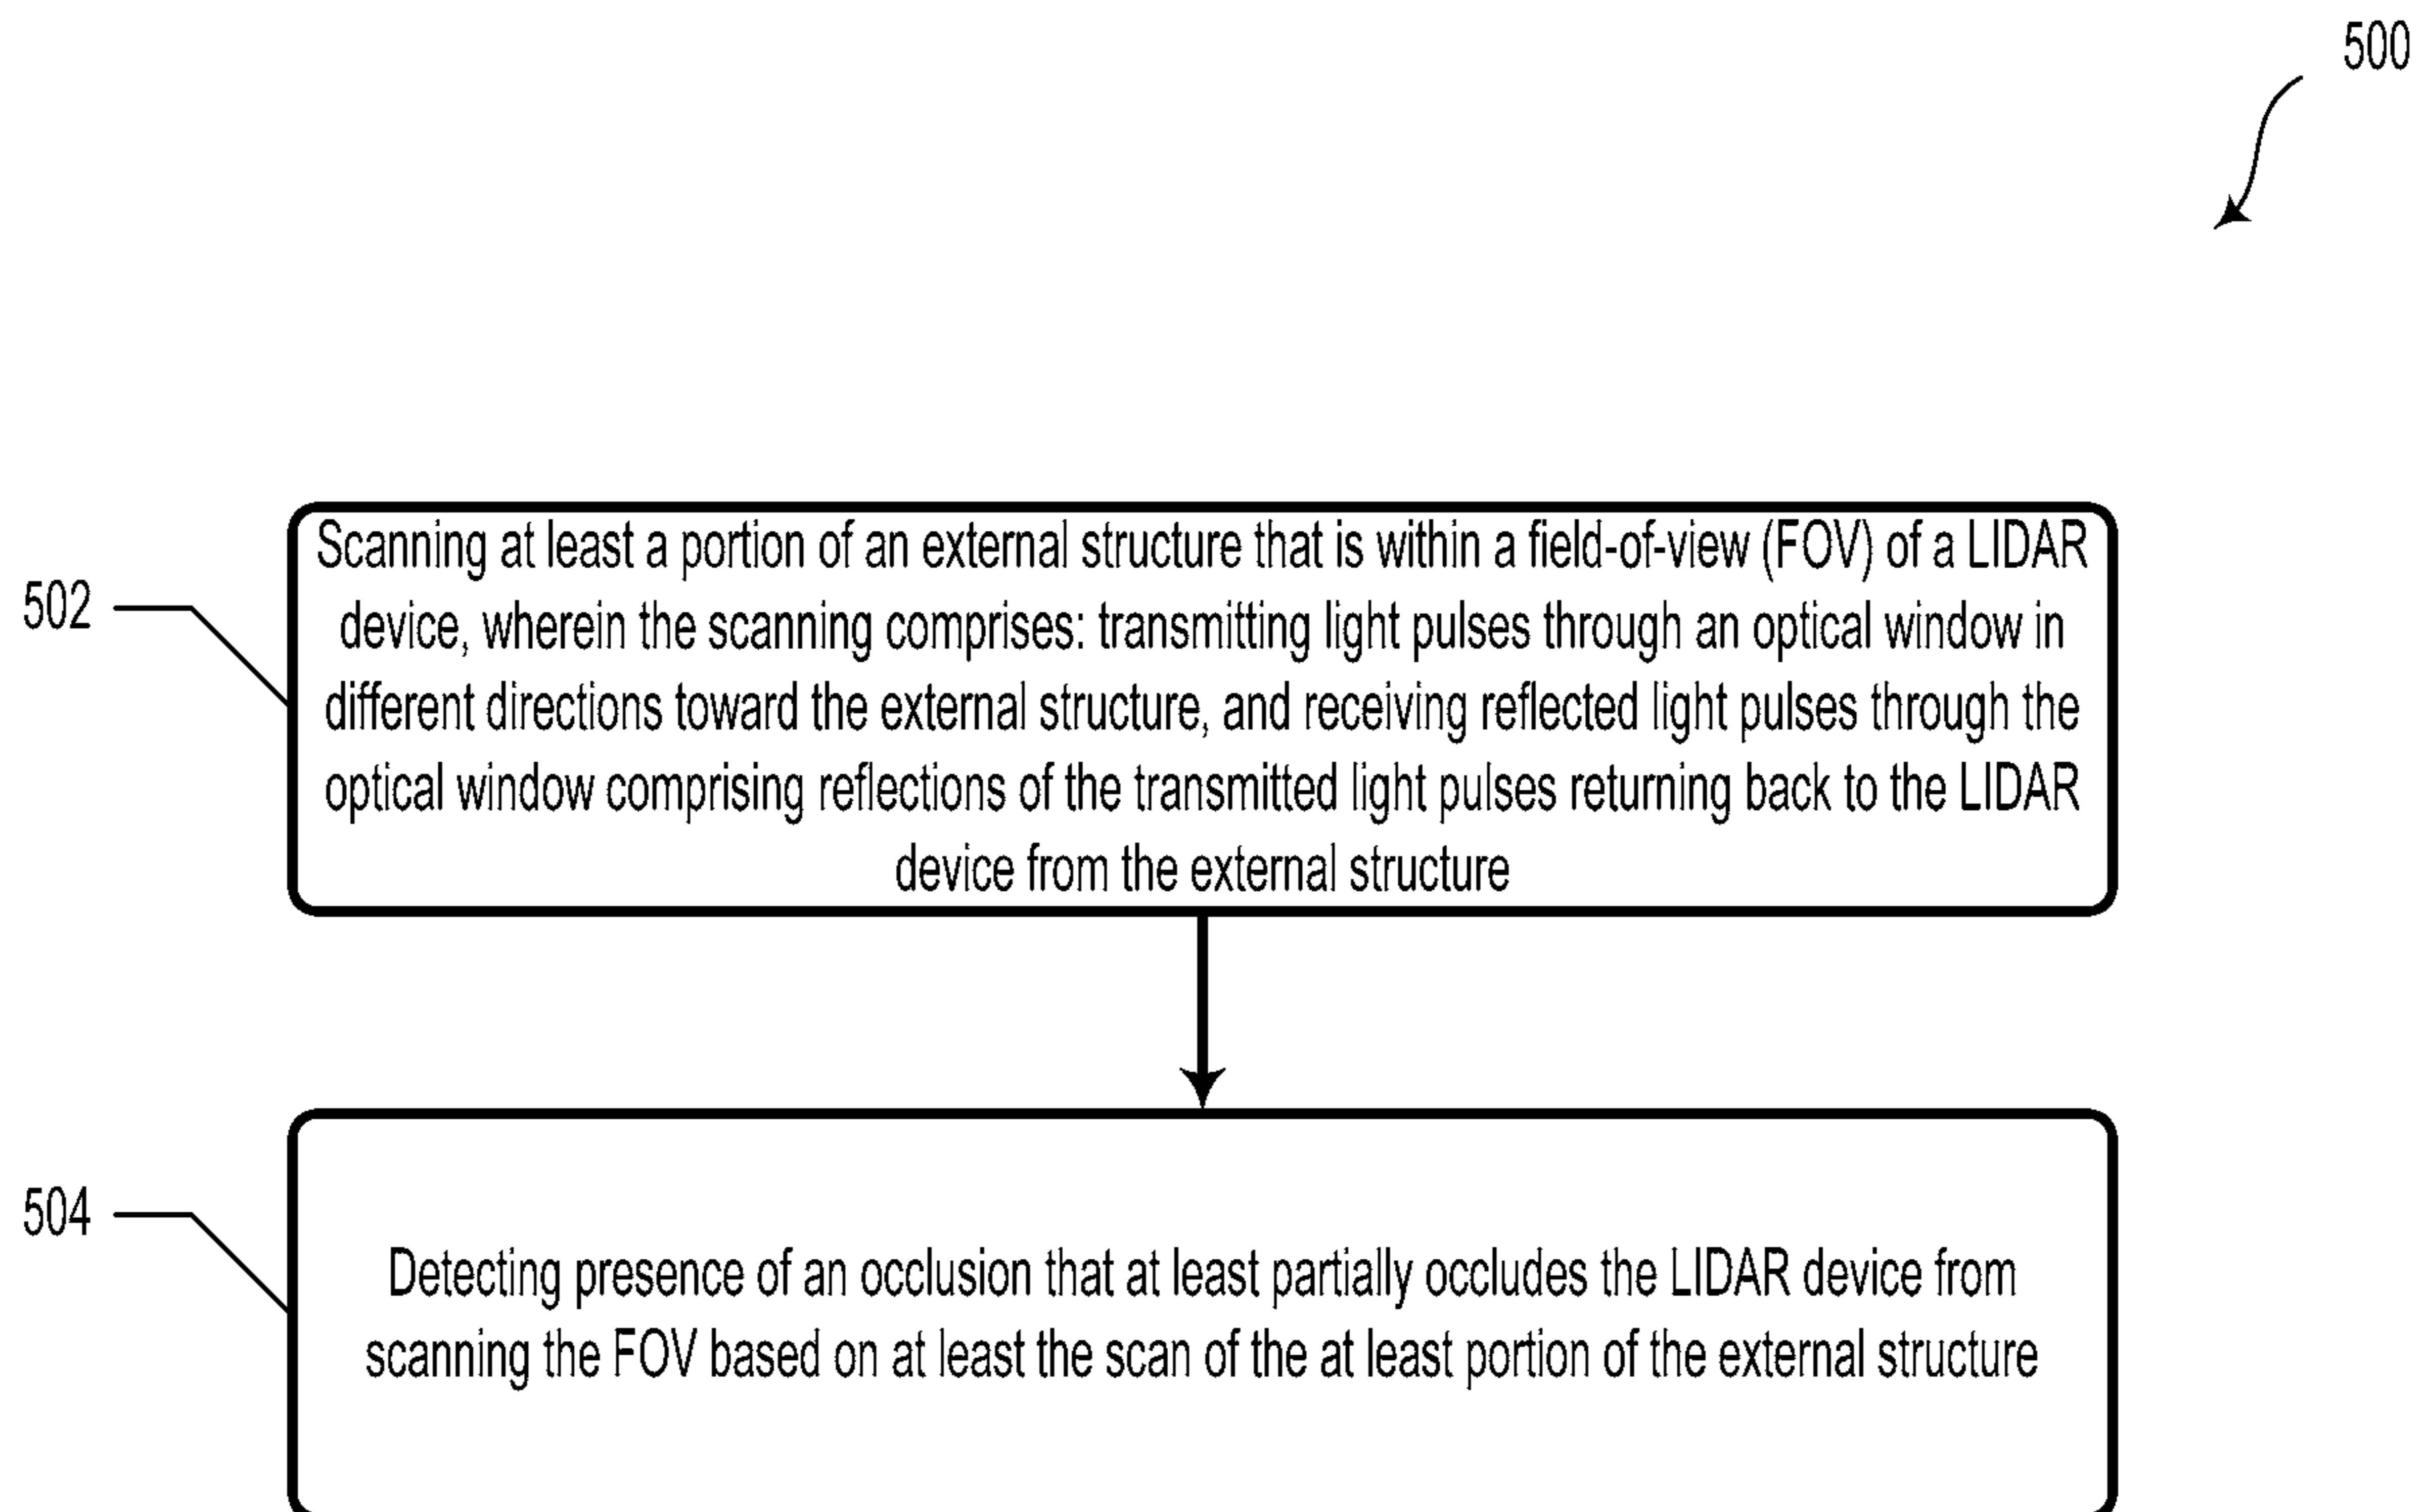 500
502
Scanning at least a portion of an external structure that is within a field-of-view (FOV) of a LIDAR
device, wherein the scanning comprises: transmitting light pulses through an optical window in
different directions toward the external structure, and receiving reflected light pulses through the
optical window comprising reflections of the transmitted light pulses returning back to the LIDAR
device from the external structure
504
Detecting presence of an occlusion that at least partially occludes the LIDAR device from
scanning the FOV based on at least the scan of the at least portion of the external structure